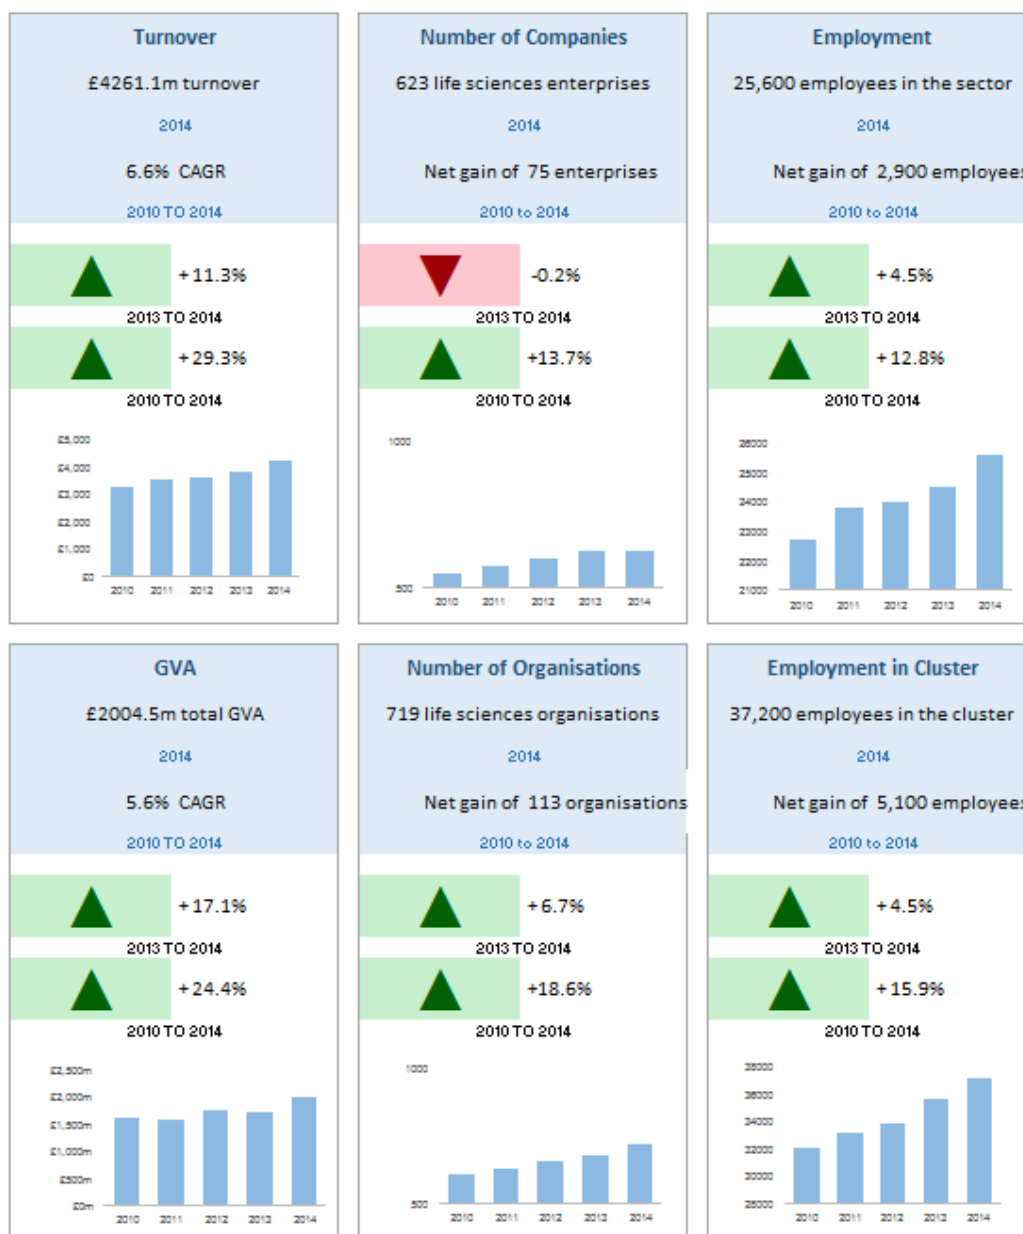 Turnover
£4261.1m turnover
2014
6.6% CAGR
2010 TO 2014
+11.3%
2013 TO 2014
+29.3%
2010 TO 2014
£5,000
£4,000
£3,000
£2,000
£1,000
£0
2010 2011 2012 2013 2014
Number of Companies
623 life sciences enterprises
2014
Net gain of 75 enterprises
2010 to 2014
-0.2%
2013 TO 2014
+13.7%
2010 TO 2014
1000
500
2010 2011 2012 2013 2014
Employment
25,600 employees in the sector
2014
Net gain of 2,900 employees
2010 to 2014
+4.5%
2013 TO 2014
+12.8%
2010 TO 2014
26000
25000
24000
23000
22000
21000
2010 2011 2012 2013 2014
GVA
£2004.5m total GVA
2014
5.6% CAGR
2010 TO 2014
+17.1%
2013 TO 2014
+24.4%
2010 TO 2014
£2,500m
£2,000m
£1,500m
£1,000m
£500m
£0m
2010 2011 2012 2013 2014
Number of Organisations
719 life sciences organisations
2014
Net gain of 113 organisations
2010 to 2014
+6.7%
2013 TO 2014
+18.6%
2010 TO 2014
1000
500
2010 2011 2012 2013 2014
Employment in Cluster
37,200 employees in the cluster
2014
Net gain of 5,100 employees
2010 to 2014
+4.5%
2013 TO 2014
+15.9%
2010 TO 2014
38000
36000
34000
32000
30000
28000
2010 2011 2012 2013 2014